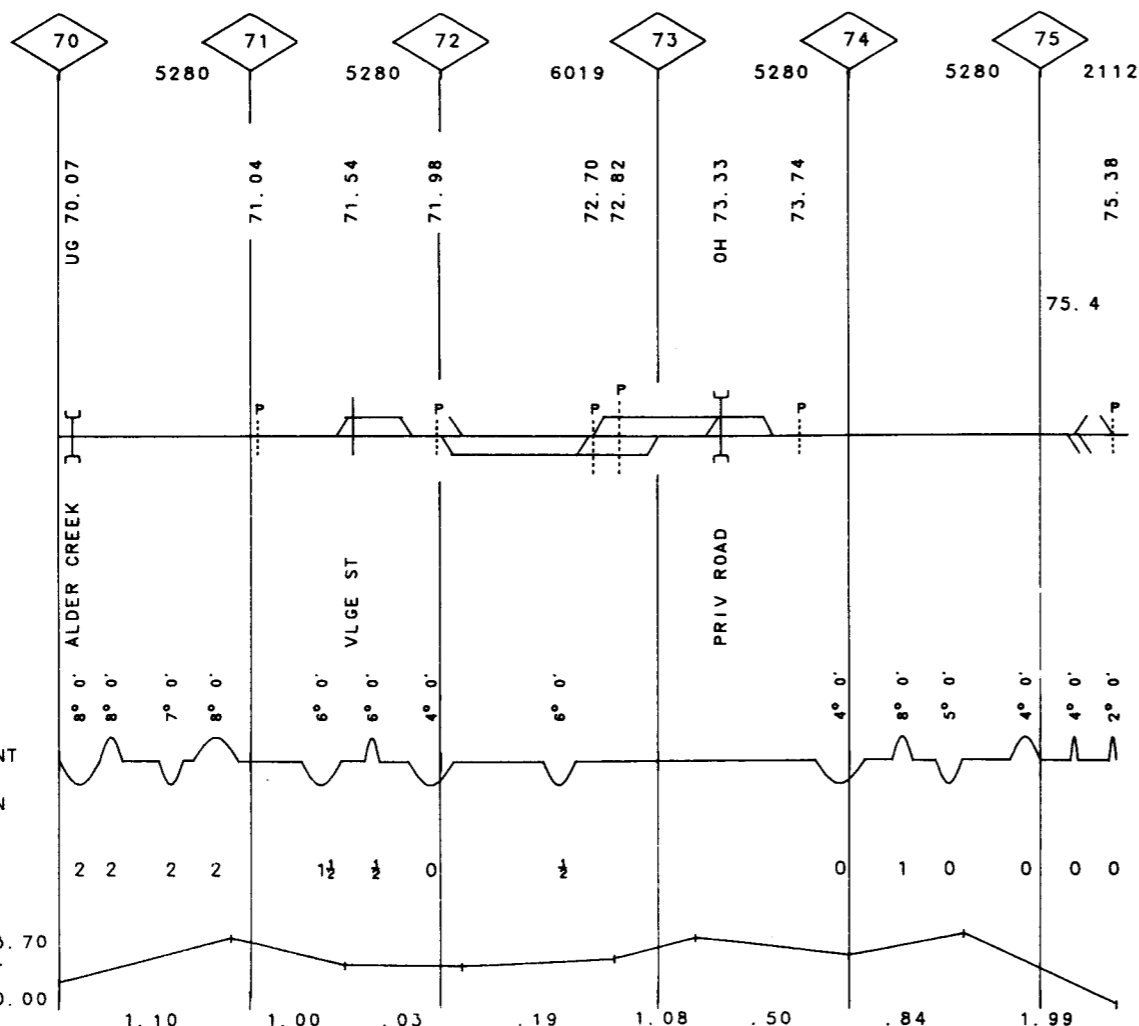 70 71 72 73 74 75
5280 5280 6019 5280 5280 2112
UG 70.07
71.04
71.54
71.98
72.70
72.82
OH 73.33
73.74
75.38
75.4
P P P P P P
ALDER CREEK
VLGE ST
PRIV ROAD
8° 0' 8° 0' 7° 0' 8° 0' 6° 0' 6° 0' 4° 0' 6° 0' 4° 0' 8° 0' 5° 0' 4° 0' 4° 0' 2° 0'
NT
N
2 2 2 2 1½ ½ 0 ½ 0 1 0 0 0 0
.70
0.00
1.10 1.00 .03 .19 1.08 .50 .84 1.99